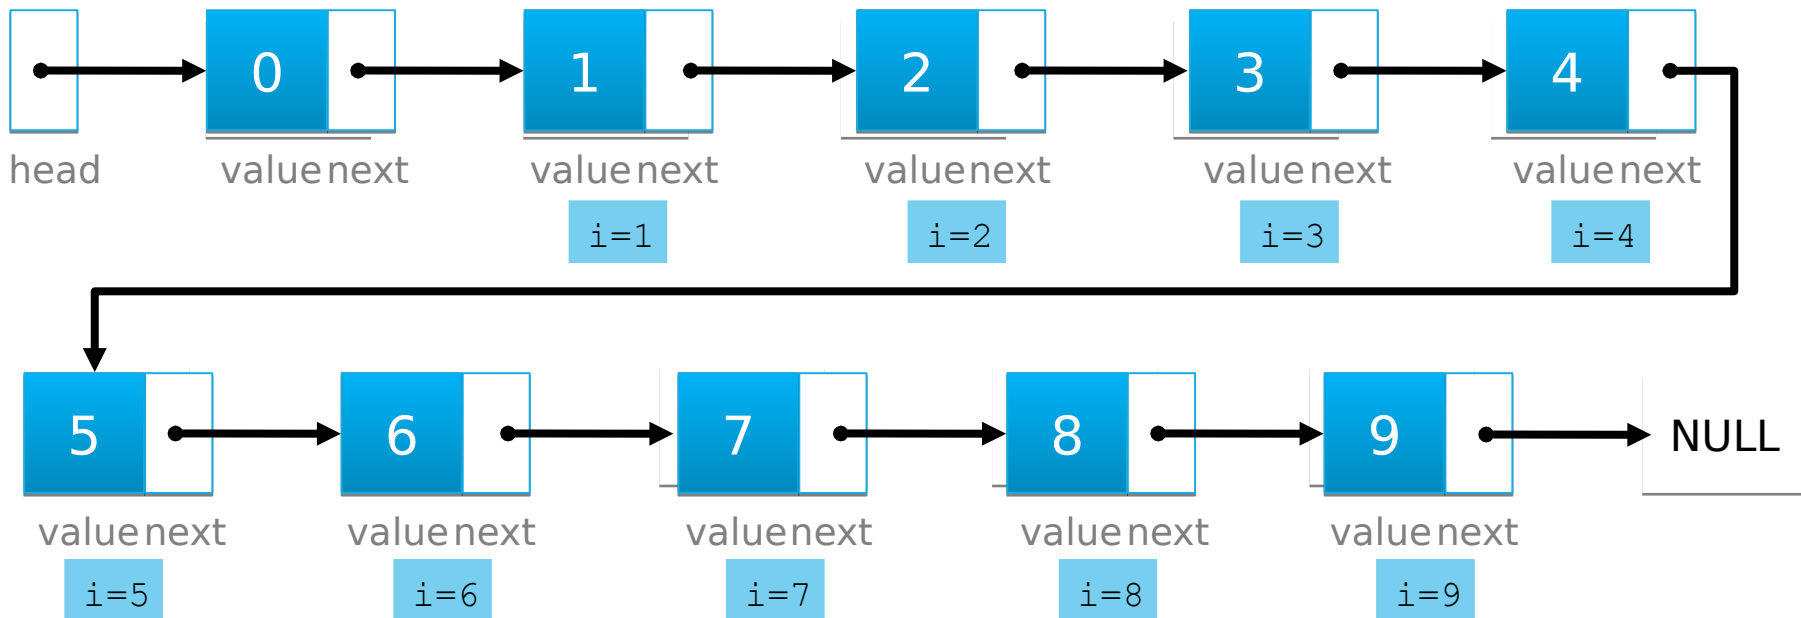 0 1 2 3 4
head value next value next value next value next value next
i=1 i=2 i=3 i=4
5 6 7 8 9 NULL
value next value next value next value next value next
i=5 i=6 i=7 i=8 i=9